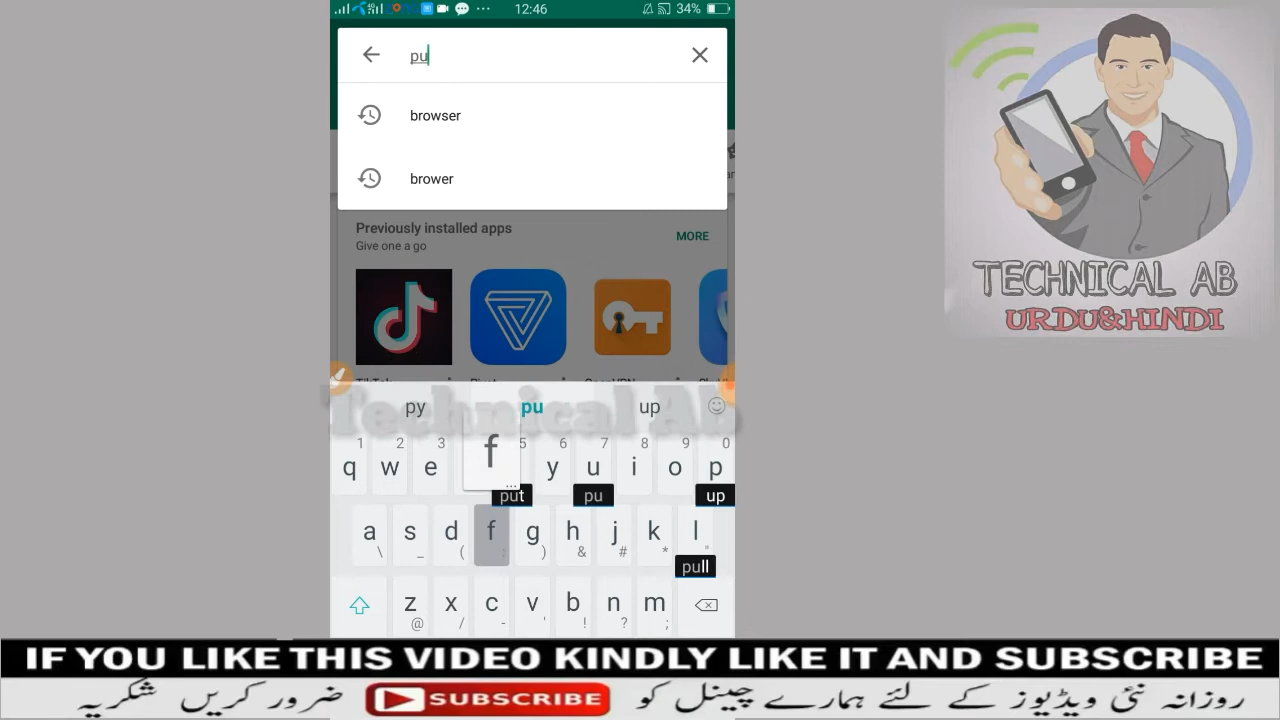 12:46
34%
pu
browser
brower
Previously installed apps
Give one a go
MORE
Technical Ab
py pu up
1 2 3 5 6 7 8 9 0
q w e f y u i o p
put pu up
a s d f g h j k l
\ _ ( ) & # * "
pull
z x c v b n m
@ / - ' ! ? ;
TECHNICAL AB
URDU&HINDI
IF YOU LIKE THIS VIDEO KINDLY LIKE IT AND SUBSCRIBE
روزانہ نئی ویڈیوز کے لئے ہمارے چینل کو SUBSCRIBE ضرور کریں شکریہ